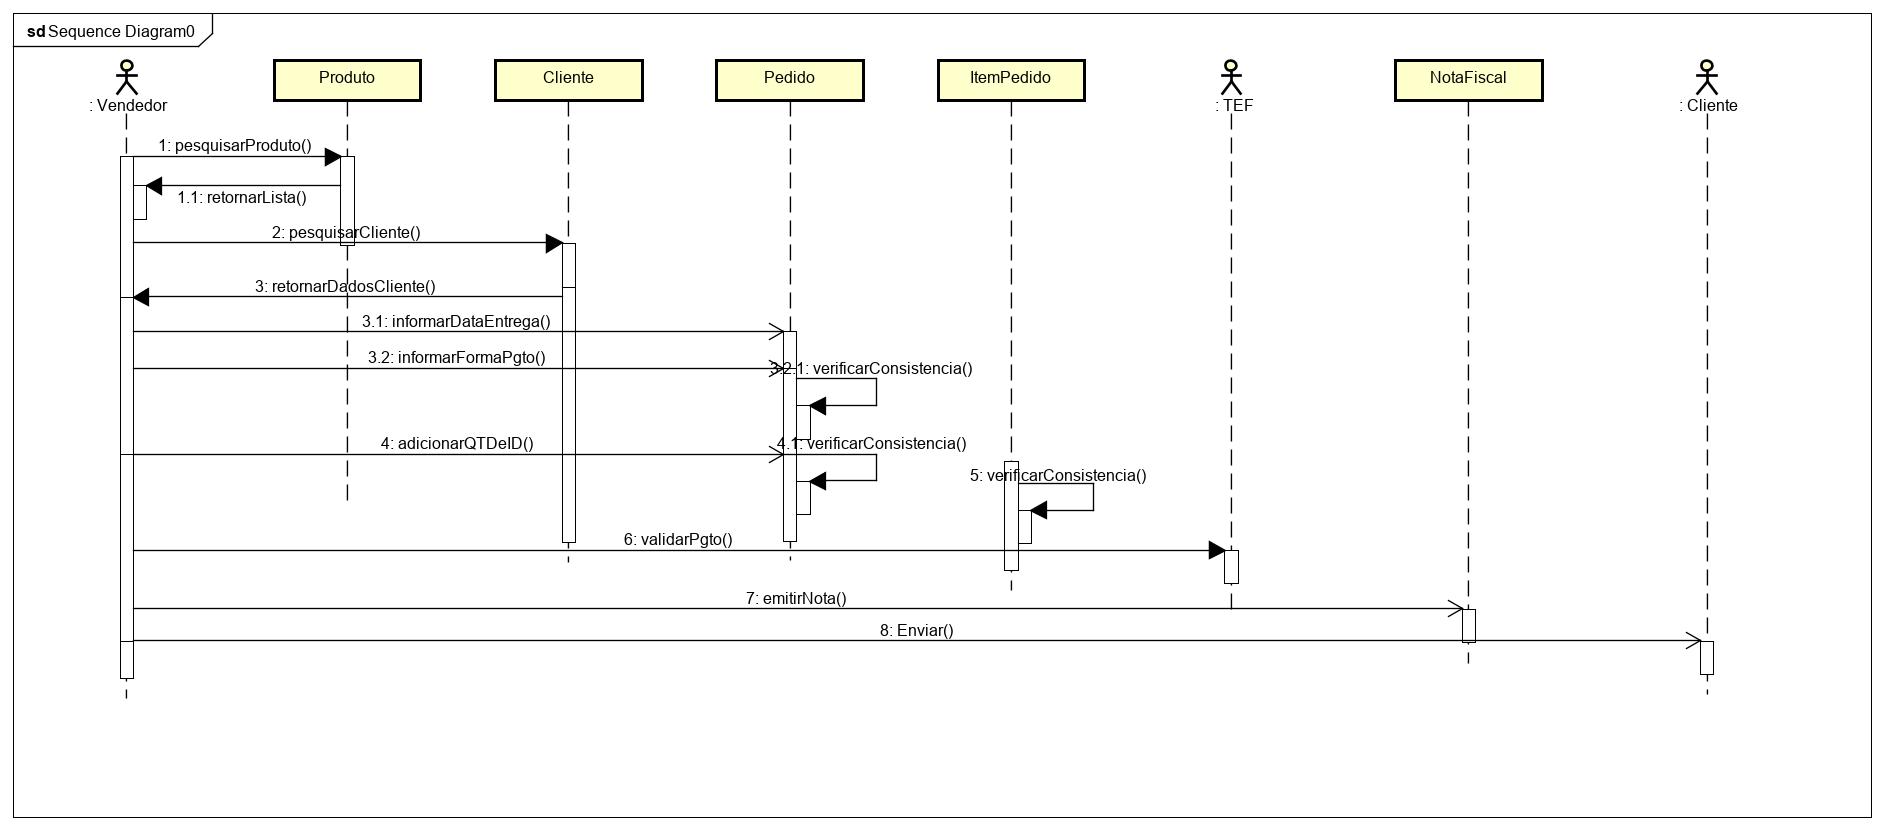 sd Sequence Diagram0
: Vendedor
Produto
Cliente
Pedido
ItemPedido
: TEF
NotaFiscal
: Cliente
1: pesquisarProduto()
1.1: retornarLista()
2: pesquisarCliente()
3: retornarDadosCliente()
3.1: informarDataEntrega()
3.2: informarFormaPgto()
3.2.1: verificarConsistencia()
4: adicionarQTDeID()
4.1: verificarConsistencia()
5: verificarConsistencia()
6: validarPgto()
7: emitirNota()
8: Enviar()